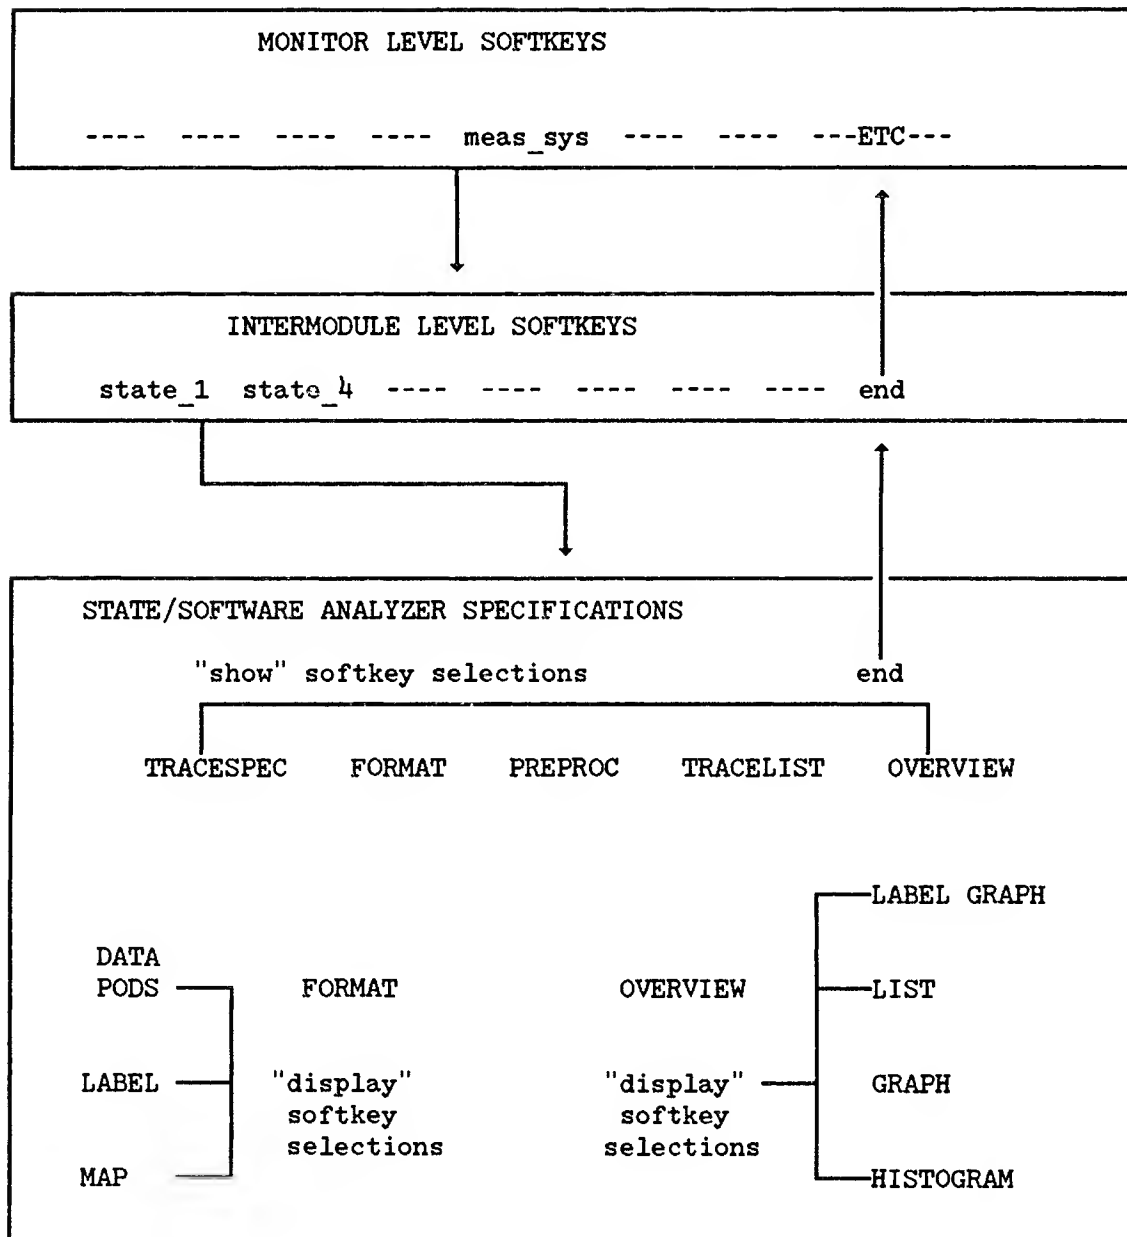 MONITOR LEVEL SOFTKEYS
---- ---- ---- ---- meas_sys ---- ---- ---ETC---
INTERMODULE LEVEL SOFTKEYS
state_1 state_4 ---- ---- ---- ---- ---- end
STATE/SOFTWARE ANALYZER SPECIFICATIONS
"show" softkey selections end
TRACESPEC FORMAT PREPROC TRACELIST OVERVIEW
LABEL GRAPH
DATA
PODS FORMAT OVERVIEW LIST
LABEL "display" "display" GRAPH
softkey softkey
selections selections
MAP HISTOGRAM